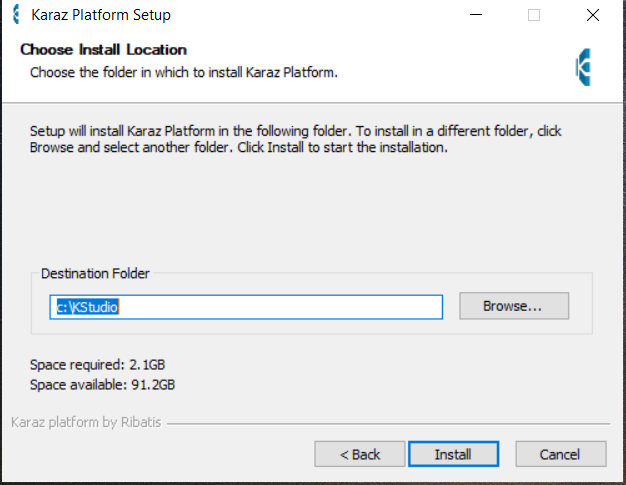 Karaz Platform Setup
Choose Install Location
Choose the folder in which to install Karaz Platform.
Setup will install Karaz Platform in the following folder. To install in a different folder, click
Browse and select another folder. Click Install to start the installation.
Destination Folder
c:\KStudio
Browse...
Space required: 2.1GB
Space available: 91.2GB
Karaz platform by Ribatis
< Back
Install
Cancel